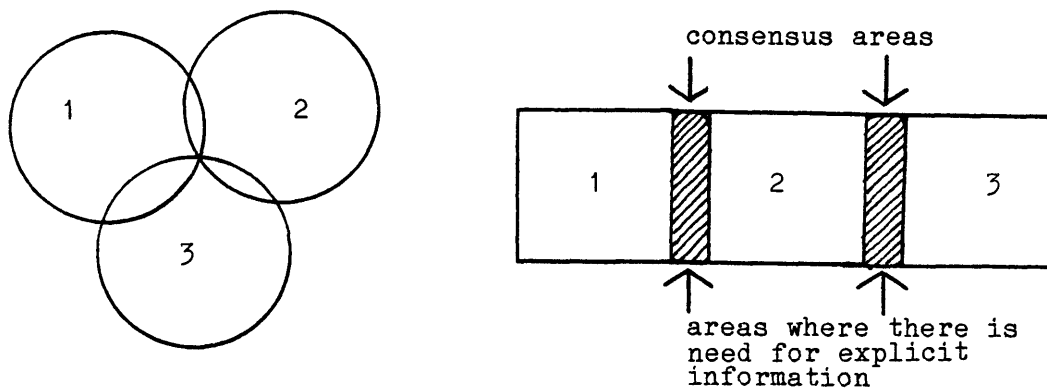 1
2
3
consensus areas
1
2
3
areas where there is
need for explicit
information